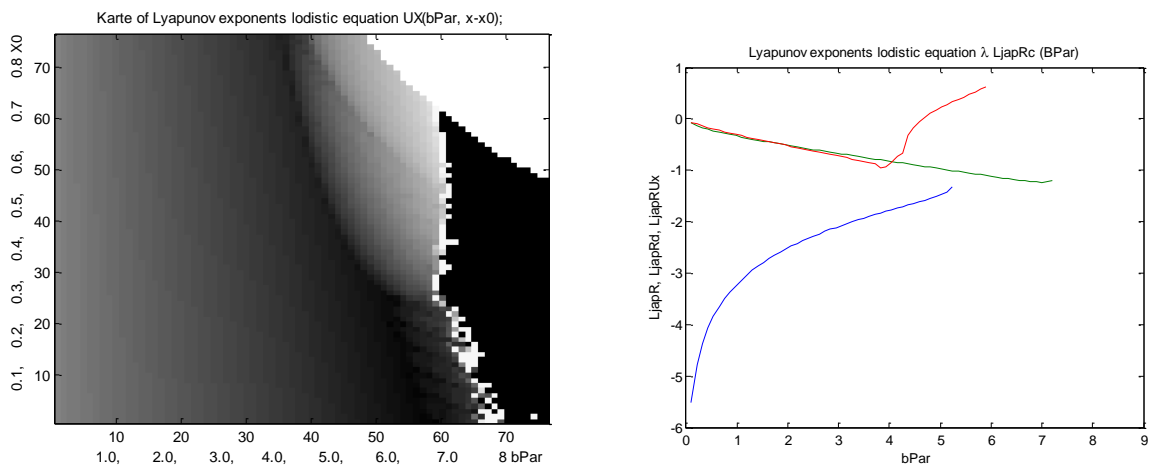 Karte of Lyapunov exponents lodistic equation UX(bPar, x-x0);
0.8 X0
0.7
0.6,
0.5,
0.4,
0.3,
0.2,
0.1,
70
60
50
40
30
20
10
10 20 30 40 50 60 70
1.0, 2.0, 3.0, 4.0, 5.0, 6.0, 7.0 8 bPar
Lyapunov exponents lodistic equation λ LjapRc (BPar)
LjapR, LjapRd, LjapRUx
1
0
-1
-2
-3
-4
-5
-6
0 1 2 3 4 5 6 7 8 9
bPar